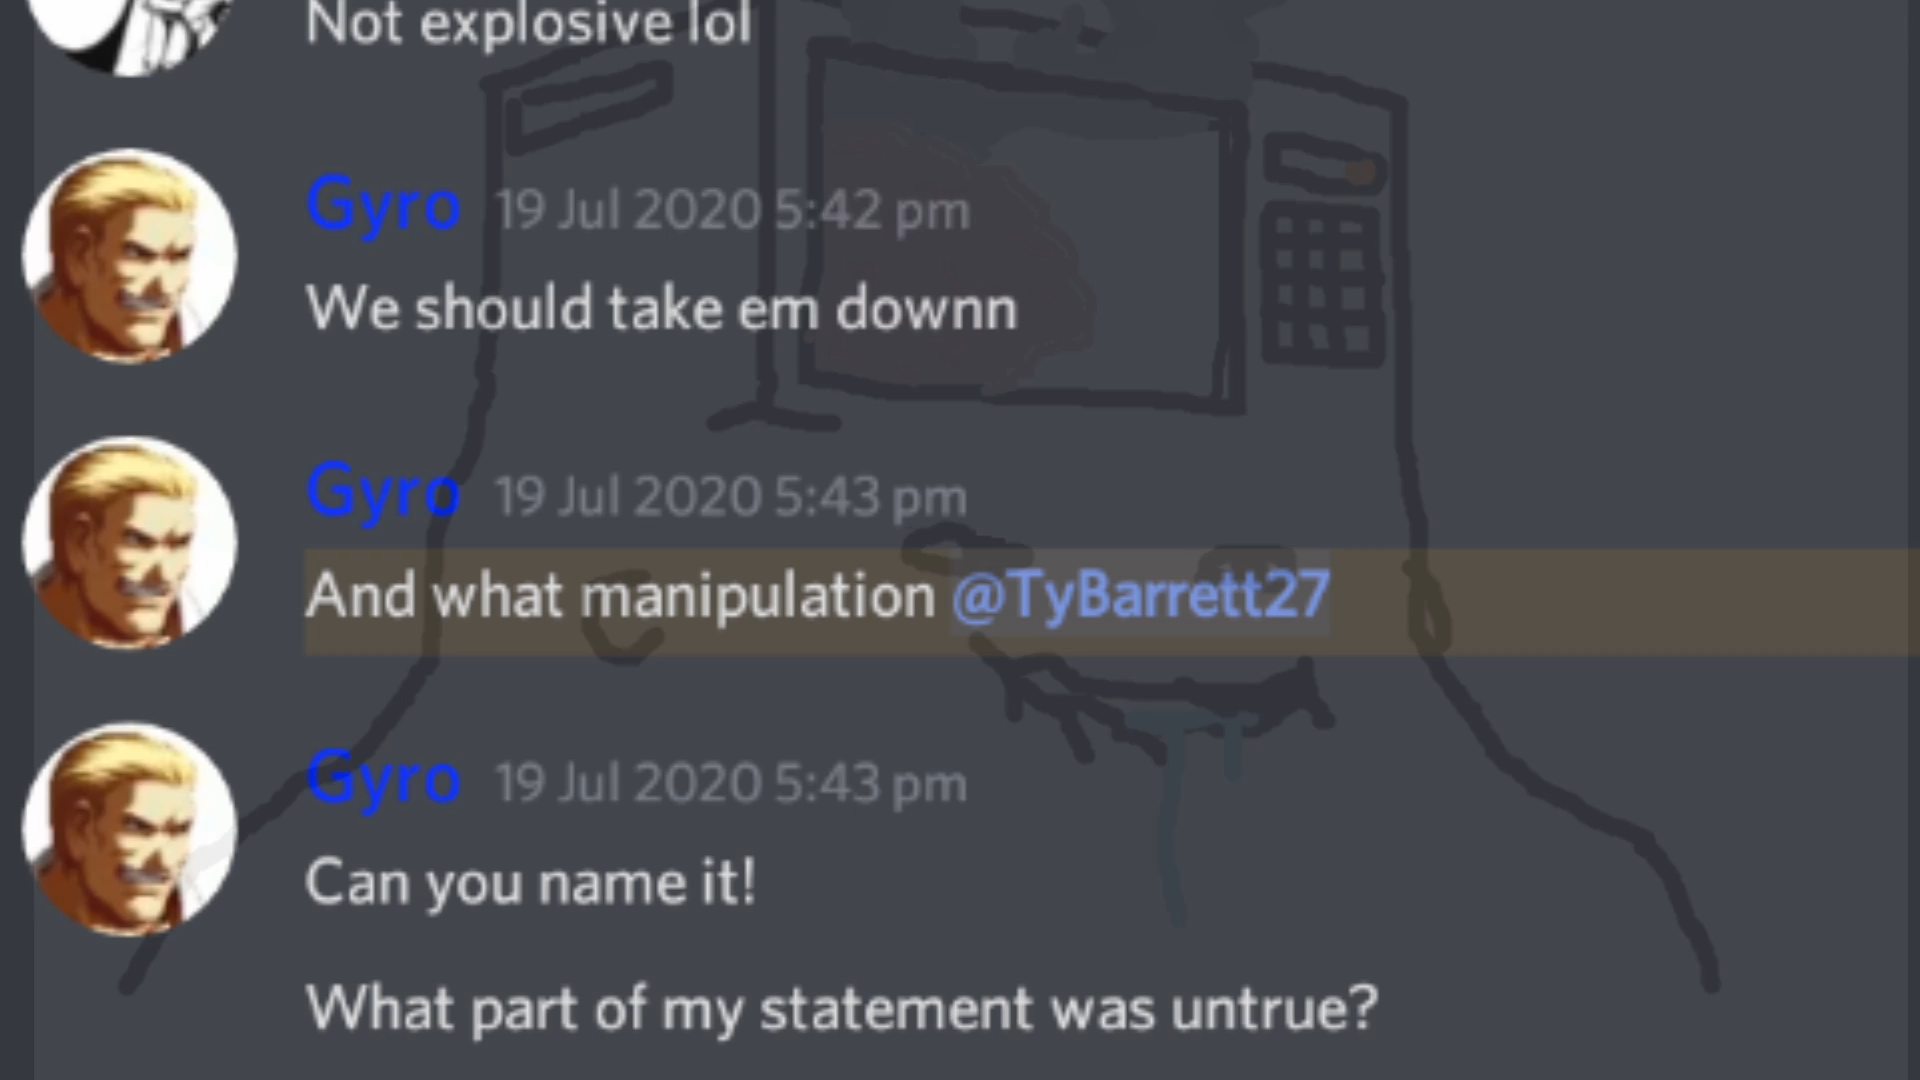 Not explosive lol
Gyro 19 Jul 2020 5:42 pm
We should take em downn
Gyro 19 Jul 2020 5:43 pm
And what manipulation @TyBarrett27
Gyro 19 Jul 2020 5:43 pm
Can you name it!
What part of my statement was untrue?